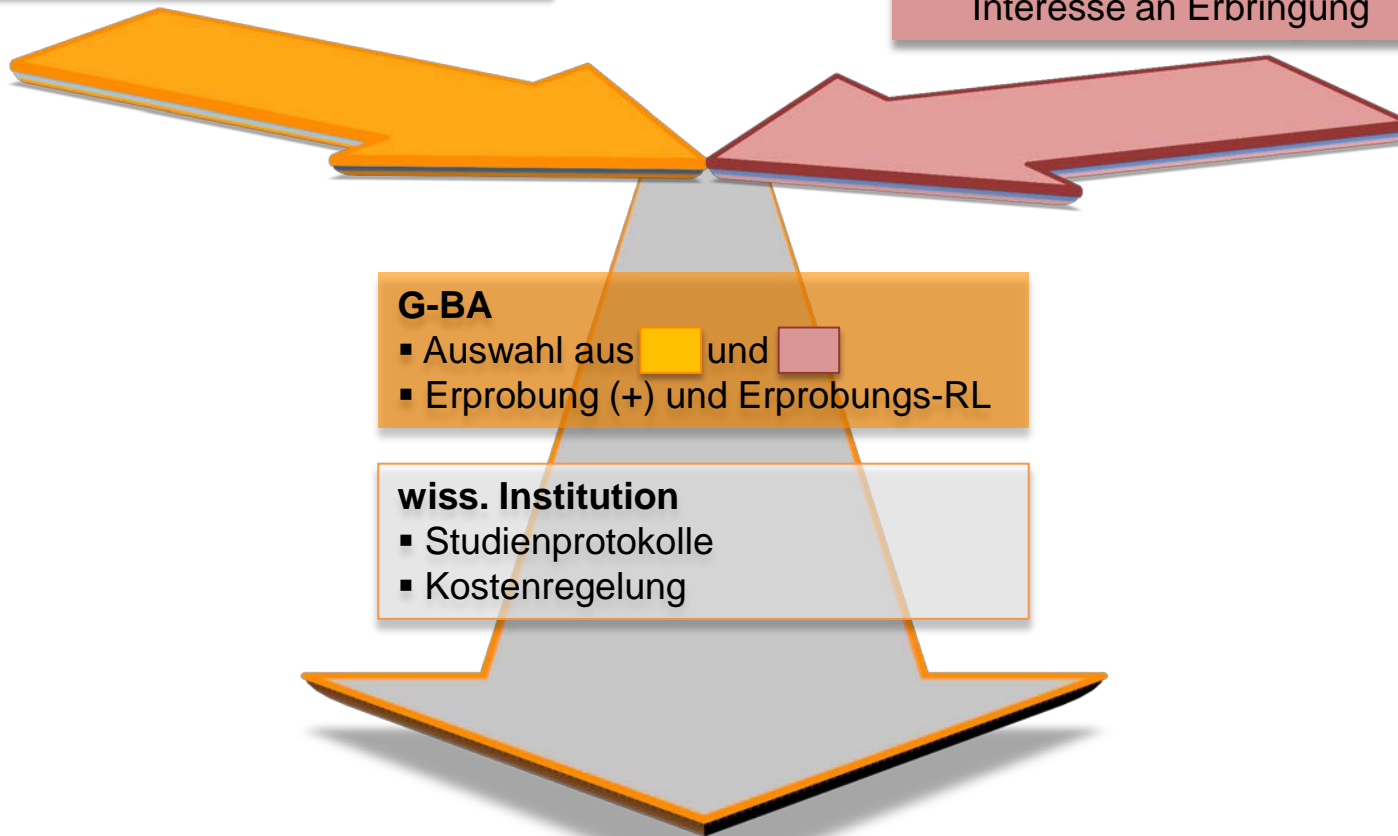 Interesse an Erbringung
G-BA
▪ Auswahl aus und
▪ Erprobung (+) und Erprobungs-RL
wiss. Institution
▪ Studienprotokolle
▪ Kostenregelung